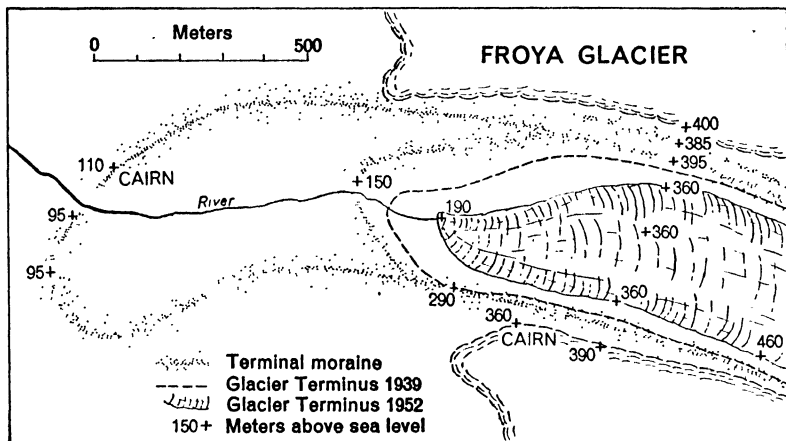 Meters
0 500
FROYA GLACIER
400
385
395
110
CAIRN
360
150
River
95
190
360
95
290
360
360
CAIRN
390
460
Terminal moraine
Glacier Terminus 1939
Glacier Terminus 1952
150+ Meters above sea level